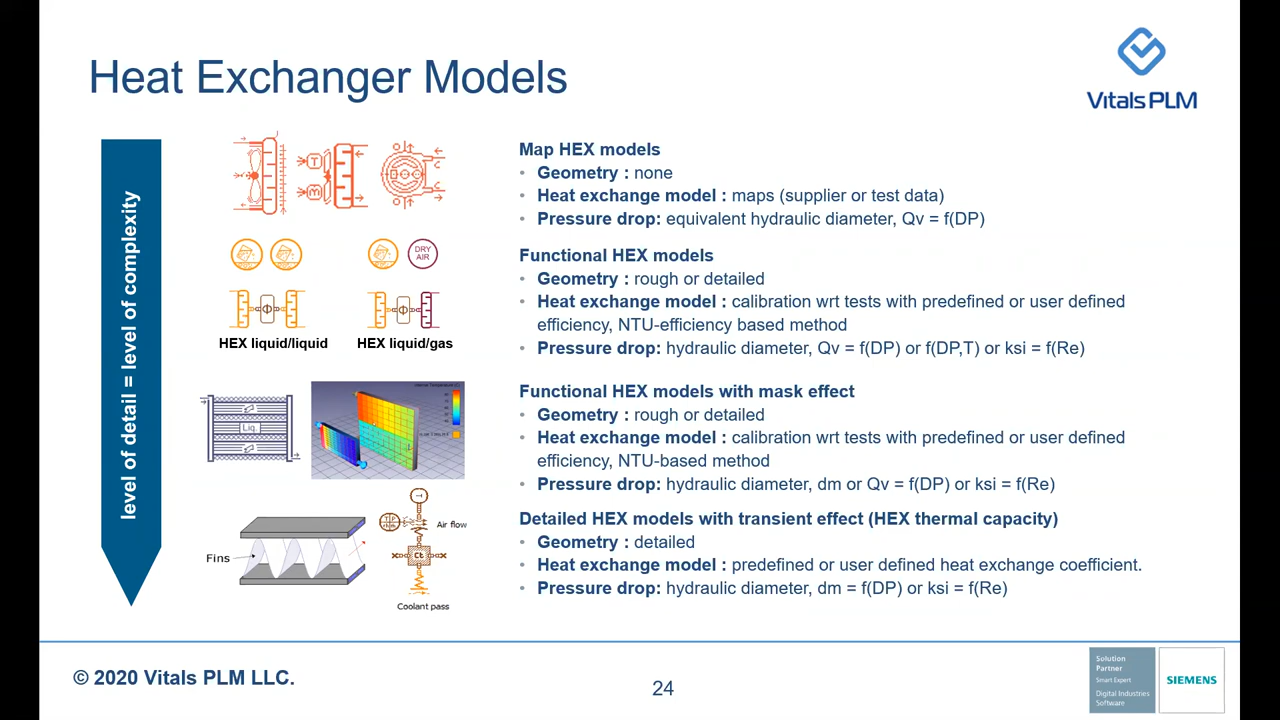 Heat Exchanger Models
Vitals PLM
level of detail = level of complexity
Map HEX models
• Geometry : none
• Heat exchange model : maps (supplier or test data)
• Pressure drop: equivalent hydraulic diameter, Qv = f(DP)
DRY
AIR
HEX liquid/liquid
HEX liquid/gas
Functional HEX models
• Geometry : rough or detailed
• Heat exchange model : calibration wrt tests with predefined or user defined
efficiency, NTU-efficiency based method
• Pressure drop: hydraulic diameter, Qv = f(DP) or f(DP,T) or ksi = f(Re)
Liq.
Functional HEX models with mask effect
• Geometry : rough or detailed
• Heat exchange model : calibration wrt tests with predefined or user defined
efficiency, NTU-based method
• Pressure drop: hydraulic diameter, dm or Qv = f(DP) or ksi = f(Re)
Fins
Air flow
Ct
Coolant pass
Detailed HEX models with transient effect (HEX thermal capacity)
• Geometry : detailed
• Heat exchange model : predefined or user defined heat exchange coefficient.
• Pressure drop: hydraulic diameter, dm = f(DP) or ksi = f(Re)
© 2020 Vitals PLM LLC.
24
Solution
Partner
Smart Expert
Digital Industries
Software
SIEMENS